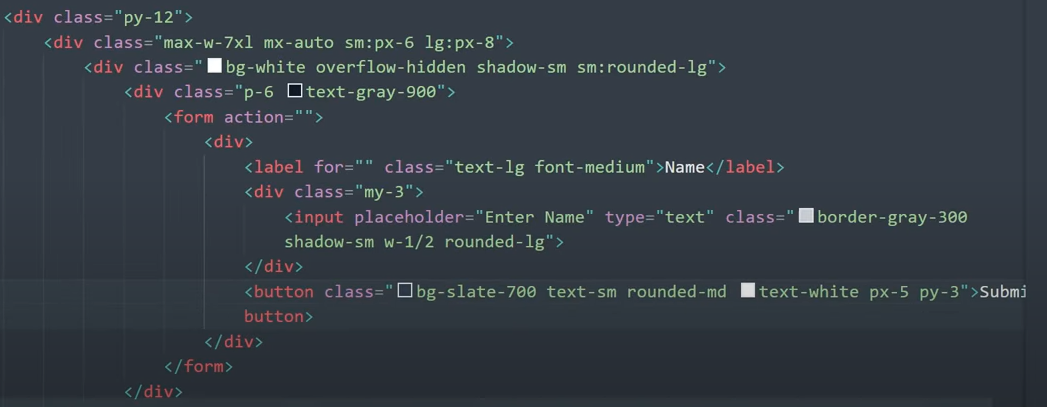 <div class="py-12">
<div class="max-w-7xl mx-auto sm:px-6 lg:px-8">
<div class="bg-white overflow-hidden shadow-sm sm:rounded-lg">
<div class="p-6 text-gray-900">
<form action="">
<div>
<label for="" class="text-lg font-medium">Name</label>
<div class="my-3">
<input placeholder="Enter Name" type="text" class="border-gray-300
shadow-sm w-1/2 rounded-lg">
</div>
<button class="bg-slate-700 text-sm rounded-md text-white px-5 py-3">Submi
button>
</div>
</form>
</div>